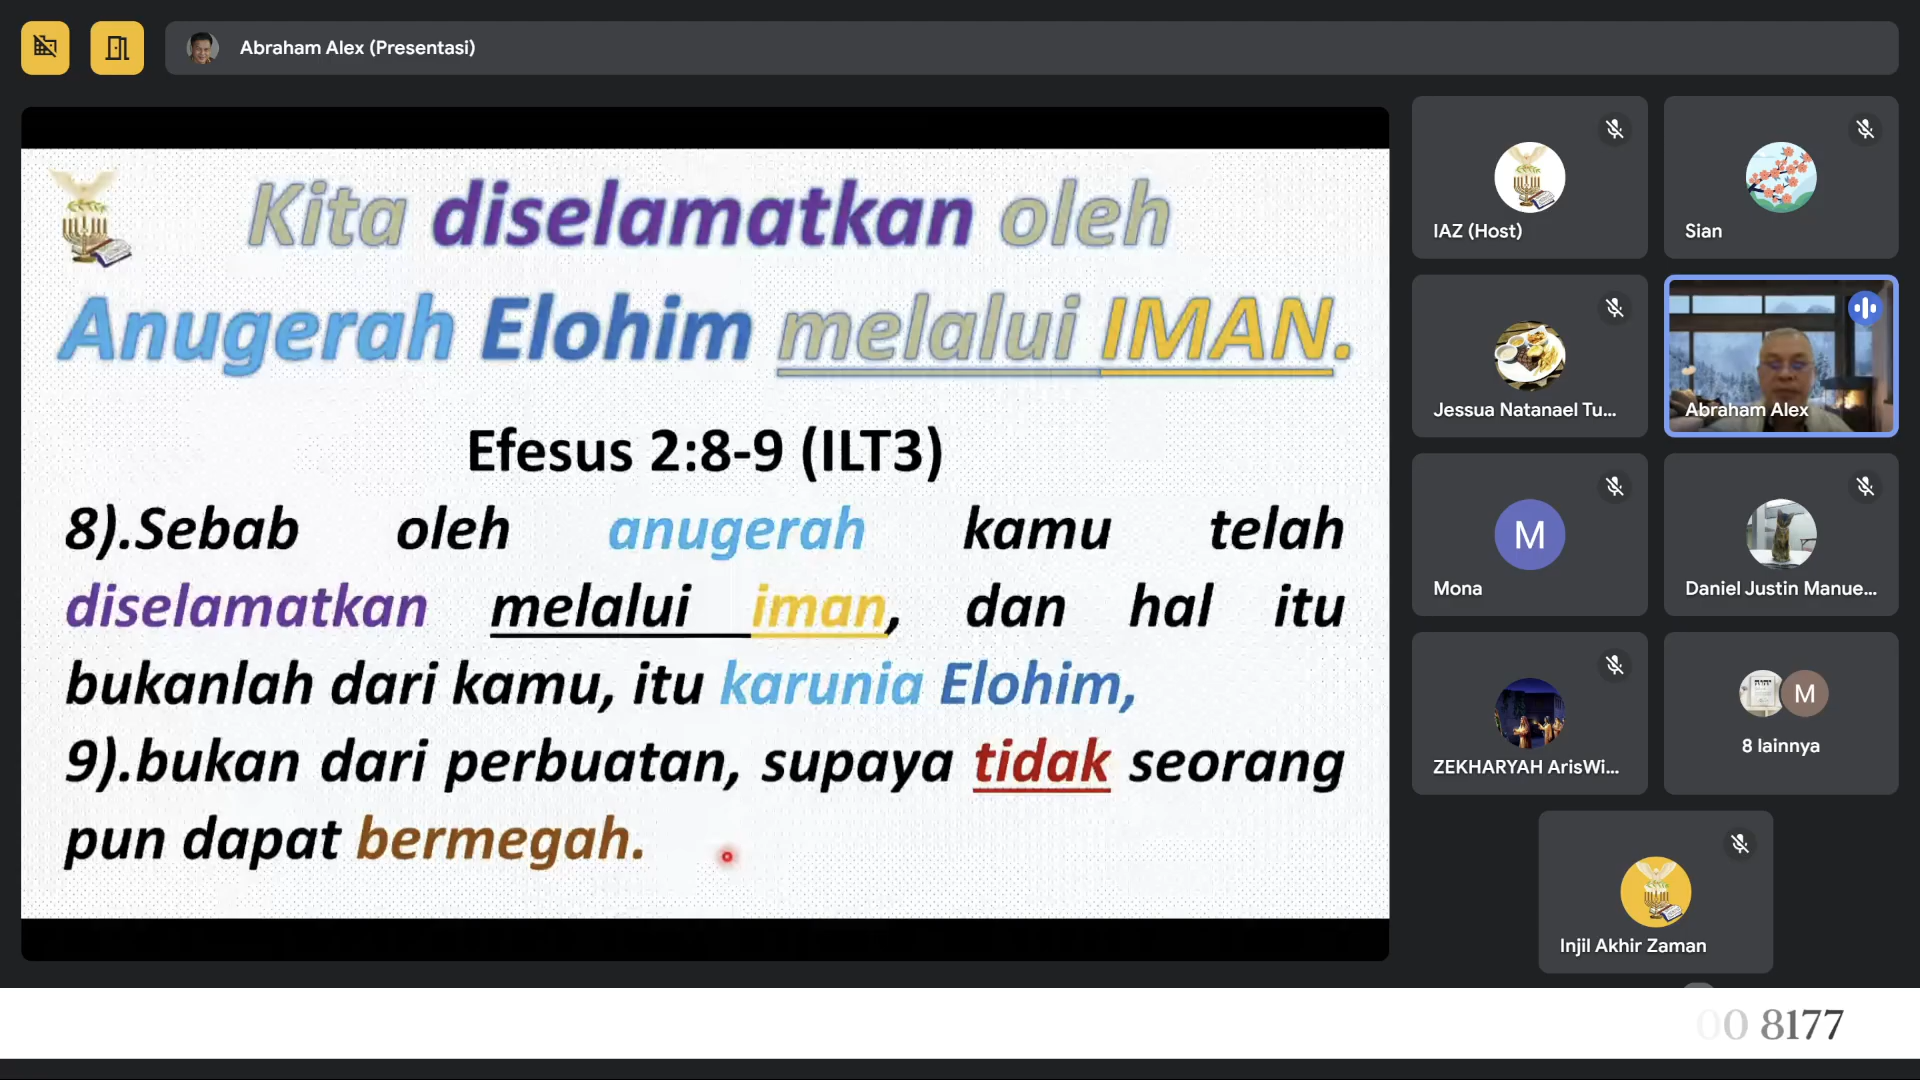 Abraham Alex (Presentasi)
Kita diselamatkan oleh
Anugerah Elohim melalui IMAN.
Efesus 2:8-9 (ILT3)
8).Sebab oleh anugerah kamu telah
diselamatkan melalui iman, dan hal itu
bukanlah dari kamu, itu karunia Elohim,
9).bukan dari perbuatan, supaya tidak seorang
pun dapat bermegah.
IAZ (Host)
Sian
Jessua Natanael Tu...
Abraham Alex
M
Mona
Daniel Justin Manue...
ZEKHARYAH ArisWi...
יהוה
M
8 lainnya
Injil Akhir Zaman
00 8177